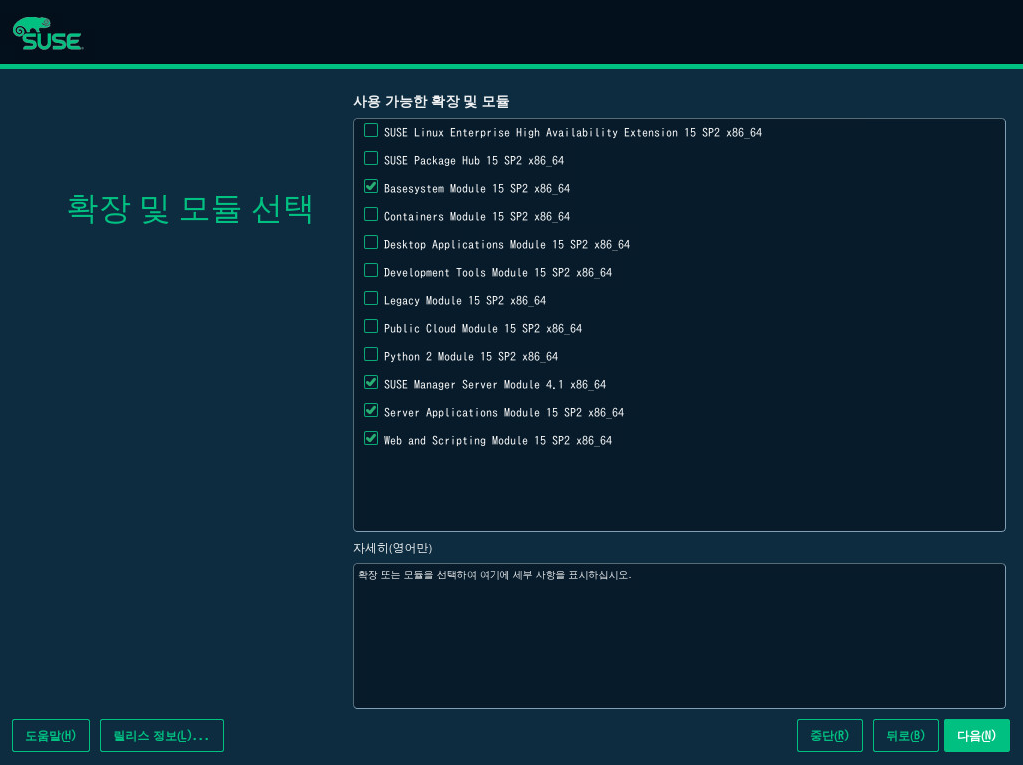 SUSE
사용 가능한 확장 및 모듈
SUSE Linux Enterprise High Availability Extension 15 SP2 x86_64
SUSE Package Hub 15 SP2 x86_64
Basesystem Module 15 SP2 x86_64
확장 및 모듈 선택
Containers Module 15 SP2 x86_64
Desktop Applications Module 15 SP2 x86_64
Development Tools Module 15 SP2 x86_64
Legacy Module 15 SP2 x86_64
Public Cloud Module 15 SP2 x86_64
Python 2 Module 15 SP2 x86_64
SUSE Manager Server Module 4.1 x86_64
Server Applications Module 15 SP2 x86_64
Web and Scripting Module 15 SP2 x86_64
자세히(영어만)
확장 또는 모듈을 선택하여 여기에 세부 사항을 표시하십시오.
도움말(H) 릴리스 정보(L)... 중단(R) 뒤로(B) 다음(N)